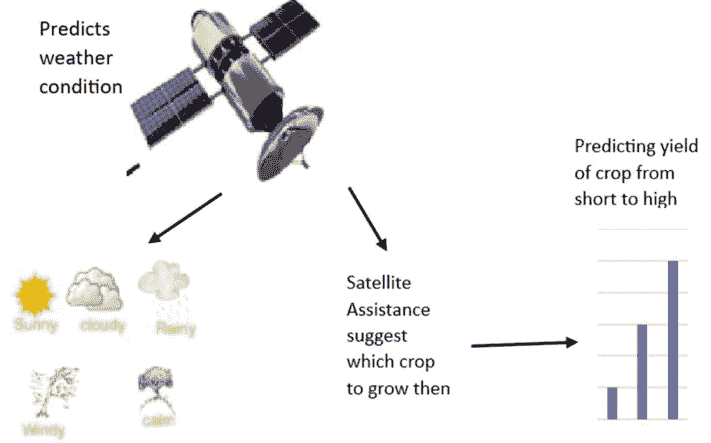 Predicts
weather
condition
Predicting yield
of crop from
short to high
Sunny
cloudy
Rainy
Satellite
Assistance
suggest
which crop
to grow then
Windy
calm